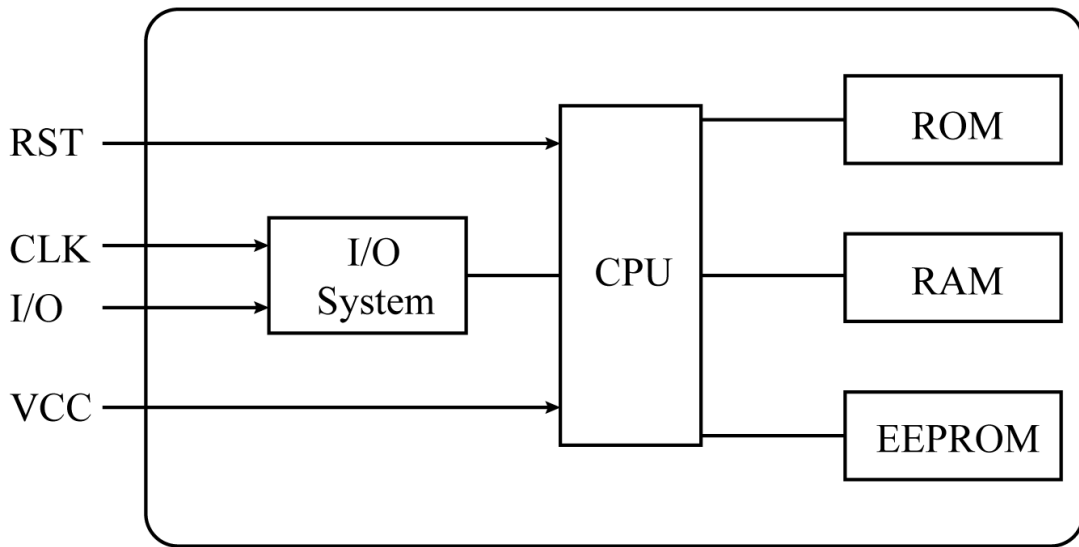 RST
CLK
I/O
VCC
I/O
System
CPU
ROM
RAM
EEPROM